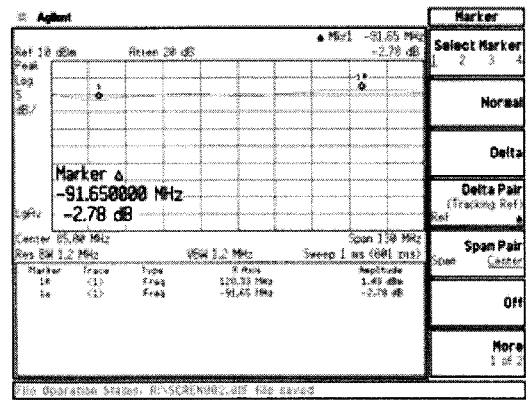 Agilent
Marker
▲ Mkr1 -91.65 MHz
Ref 10 dBm Atten 20 dB -2.78 dB
Peak
Log
5
dB/
1
1R
Marker ▲
-91.650000 MHz
-2.78 dB
LgAv
Center 85.00 MHz Span 130 MHz
Res BW 1.2 MHz VBW 1.2 MHz Sweep 1 ms (601 pts)
Marker Trace Type X Axis Amplitude
1R (1) Freq 120.33 MHz 1.43 dBm
1a (1) Freq -91.65 MHz -2.78 dB
Select Marker
1 2 3 4
Normal
Delta
Delta Pair
(Tracking Ref)
Ref ▲
Span Pair
Span Center
Off
More
1 of 2
File Operation Status, A:\SCREN002.GIF file saved